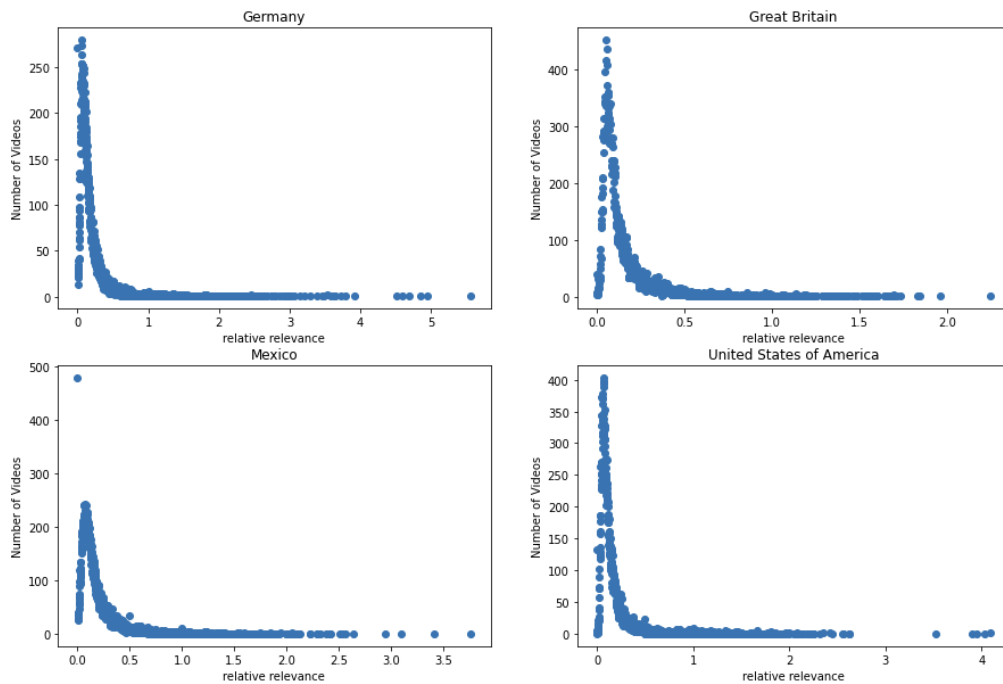 Germany
Number of Videos
250
200
150
100
50
0
0 1 2 3 4 5
relative relevance
Great Britain
Number of Videos
400
300
200
100
0
0.0 0.5 1.0 1.5 2.0
relative relevance
Mexico
Number of Videos
500
400
300
200
100
0
0.0 0.5 1.0 1.5 2.0 2.5 3.0 3.5
relative relevance
United States of America
Number of Videos
400
350
300
250
200
150
100
50
0
0 1 2 3 4
relative relevance